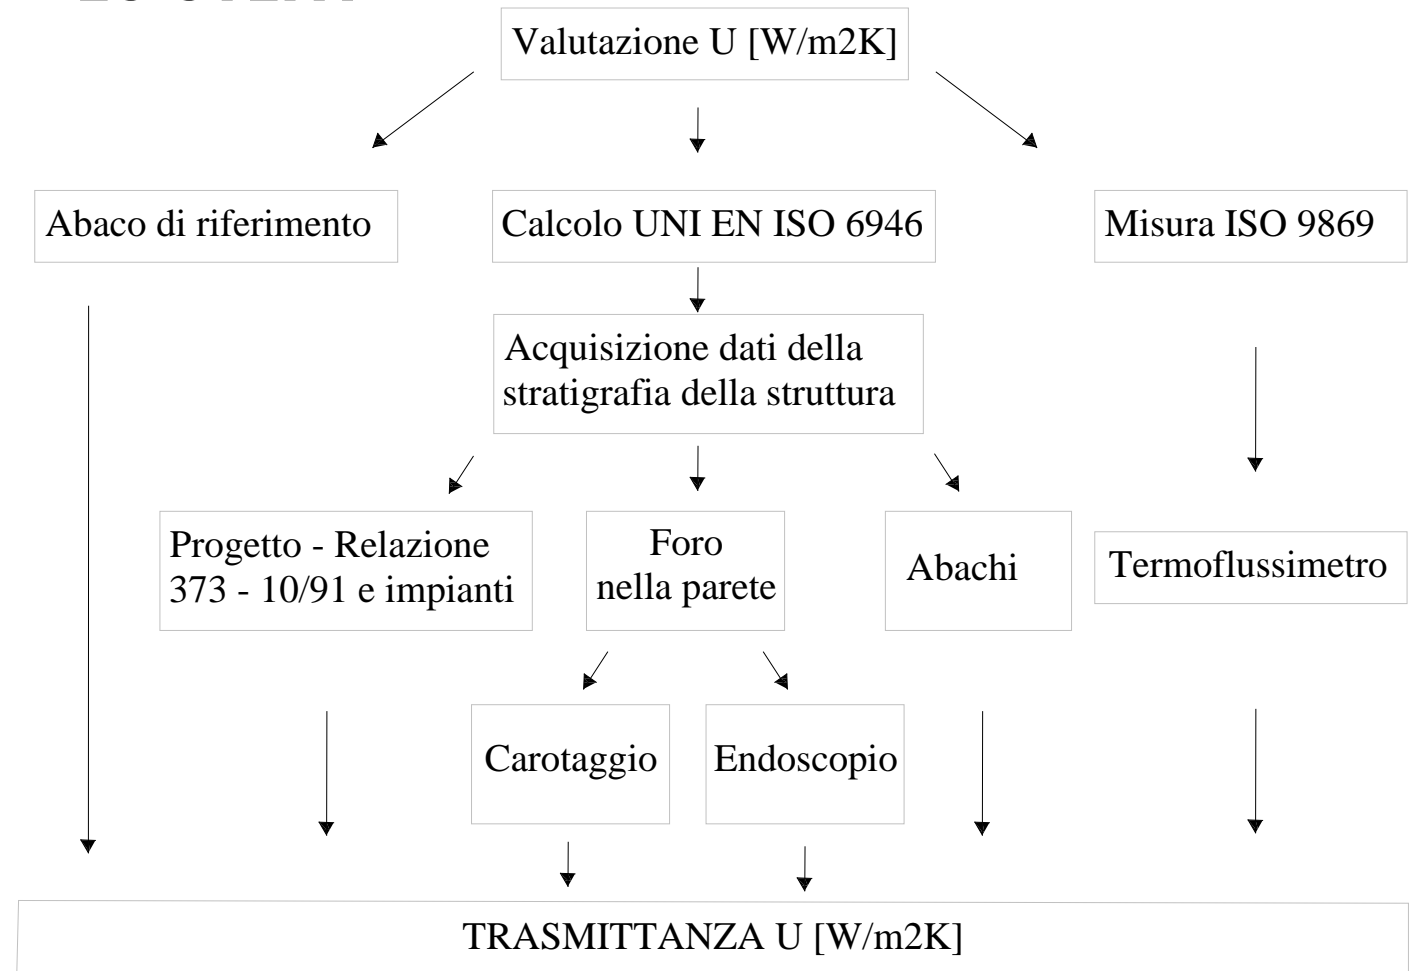 Valutazione U [W/m2K]
Abaco di riferimento
Calcolo UNI EN ISO 6946
Misura ISO 9869
Acquisizione dati della
stratigrafia della struttura
Progetto - Relazione
373 - 10/91 e impianti
Foro
nella parete
Abachi
Termoflussimetro
Carotaggio
Endoscopio
TRASMITTANZA U [W/m2K]